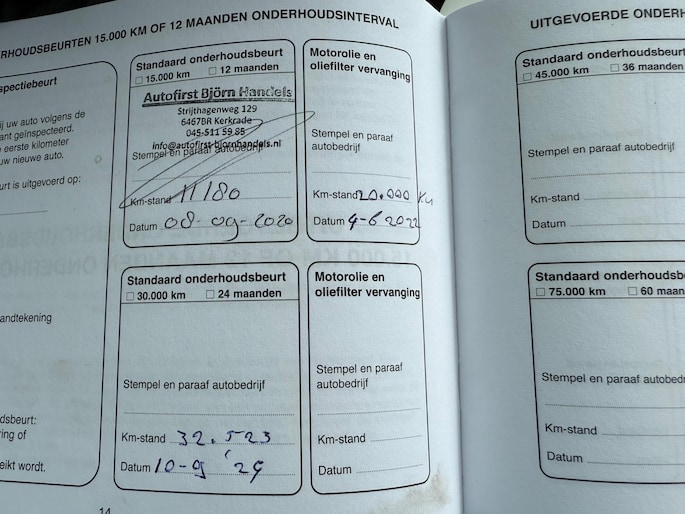 ERHOUDSBEURTEN 15.000 KM OF 12 MAANDEN ONDERHOUDSINTERVAL
spectiebeurt
ij uw auto volgens de
ant geïnspecteerd.
e eerste kilometer
uw nieuwe auto.
urt is uitgevoerd op:
andtekening
dsbeurt:
ring of
eikt wordt.
Standaard onderhoudsbeurt
15.000 km 12 maanden
Autofirst Björn Handels
Strijthagenweg 129
6467BR Kerkrade
045-511 59 85
info@autofirst-bjornhandels.nl
Stempel en paraaf autobedrijf
Km-stand 11180
Datum 08-09-2020
Motorolie en
oliefilter vervanging
Stempel en paraaf
autobedrijf
Km-stand 20.000 Km
Datum 9-6 2022
Standaard onderhoudsbeurt
30.000 km 24 maanden
Stempel en paraaf autobedrijf
Km-stand 32.523
Datum 10-9 '24
Motorolie en
oliefilter vervanging
Stempel en paraaf
autobedrijf
Km-stand
Datum
14
UITGEVOERDE ONDERH
Standaard onderhoudsbeurt
45.000 km 36 maanden
Stempel en paraaf autobedrijf
Km-stand
Datum
Standaard onderhoudsbe
75.000 km 60 maan
Stempel en paraaf autobedri
Km-stand
Datum